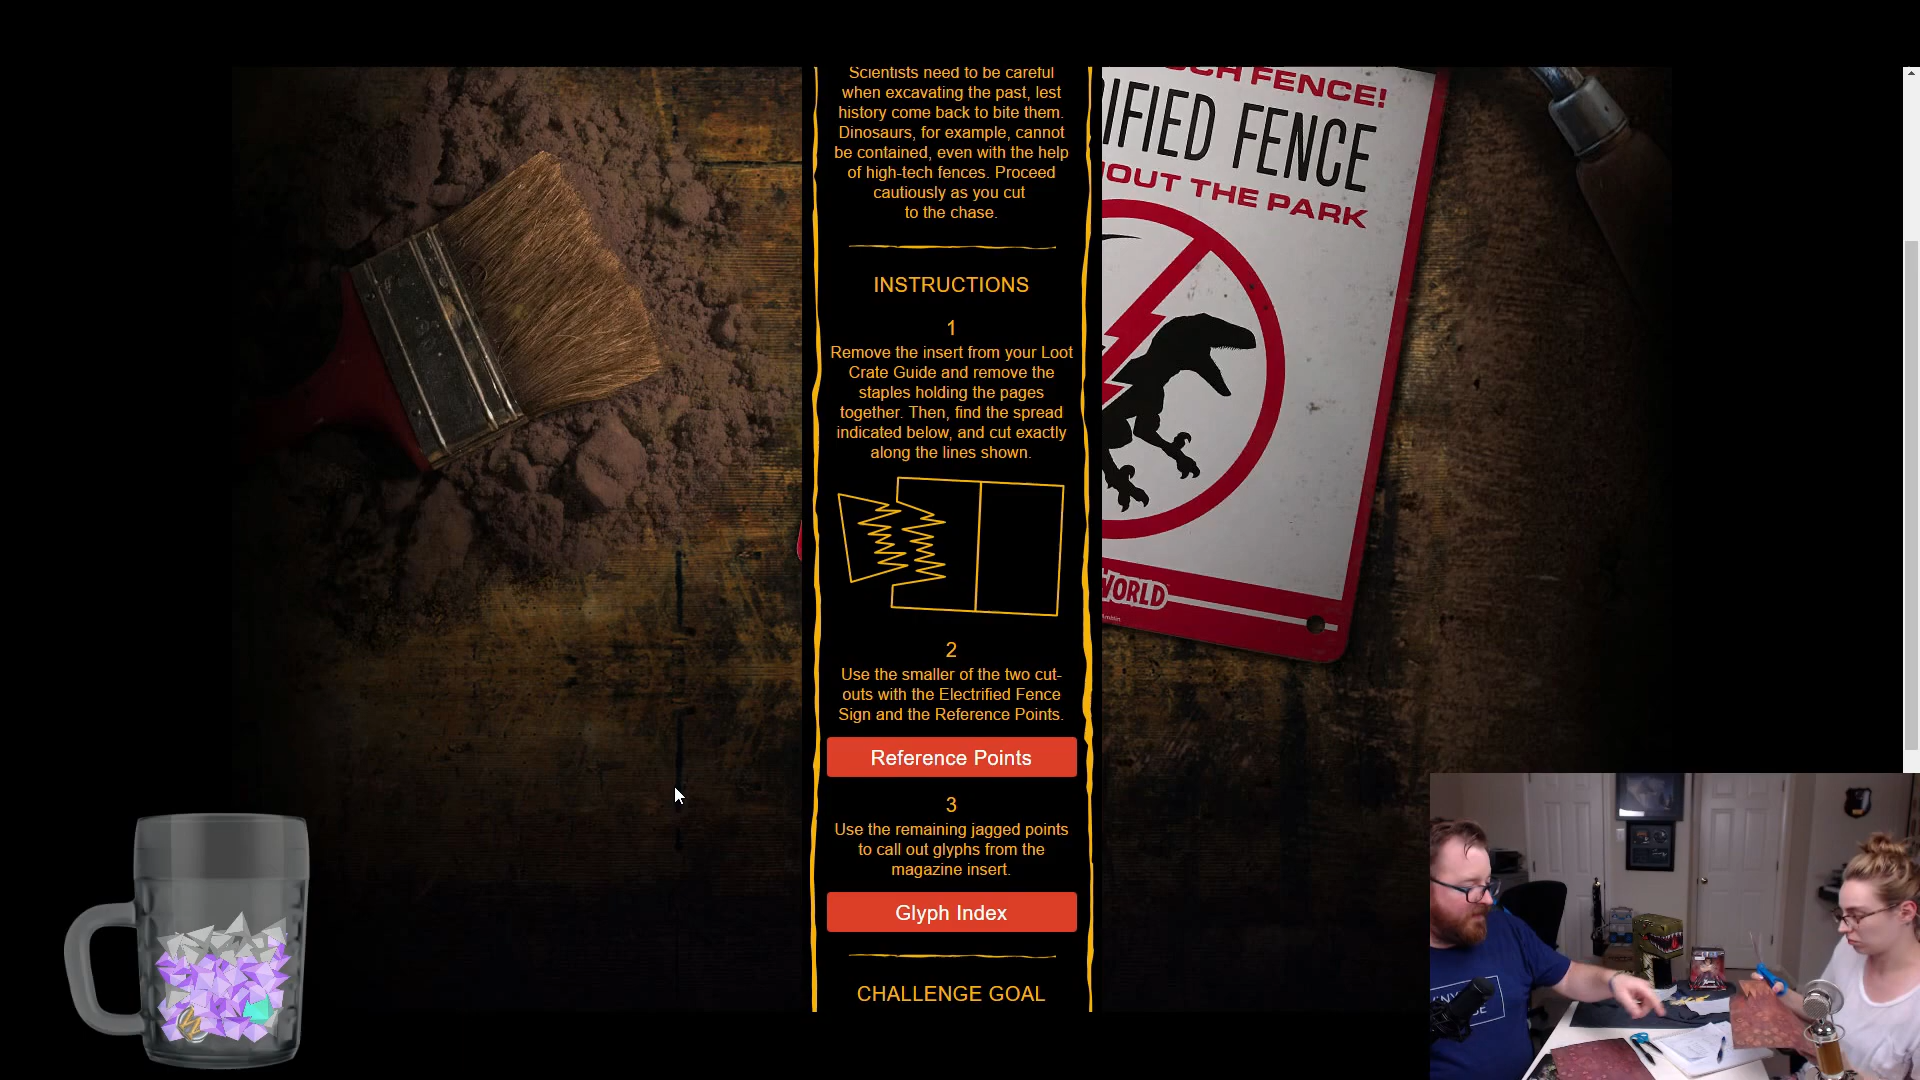 Scientists need to be careful
when excavating the past, lest
history come back to bite them.
Dinosaurs, for example, cannot
be contained, even with the help
of high-tech fences. Proceed
cautiously as you cut
to the chase.
INSTRUCTIONS
1
Remove the insert from your Loot
Crate Guide and remove the
staples holding the pages
together. Then, find the spread
indicated below, and cut exactly
along the lines shown.
2
Use the smaller of the two cut-
outs with the Electrified Fence
Sign and the Reference Points.
Reference Points
3
Use the remaining jagged points
to call out glyphs from the
magazine insert.
Glyph Index
CHALLENGE GOAL
FENCE!
IFIED FENCE
OUT THE PARK
WORLD